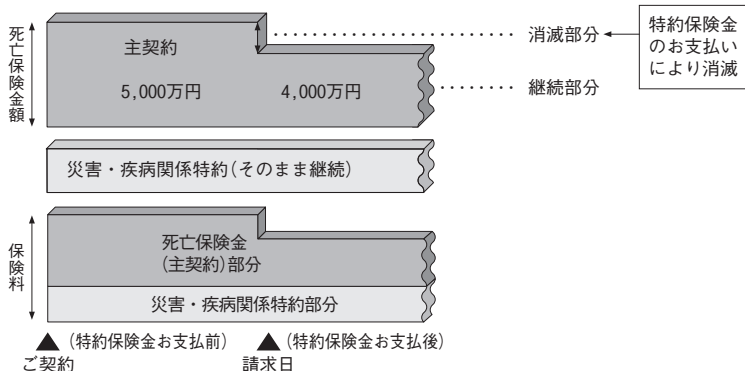 死亡保険金額
主契約
5,000万円
4,000万円
消滅部分
継続部分
特約保険金
のお支払い
により消滅
災害・疾病関係特約(そのまま継続)
保険料
死亡保険金
(主契約)部分
災害・疾病関係特約部分
▲ (特約保険金お支払前)
▲ (特約保険金お支払後)
ご契約
請求日